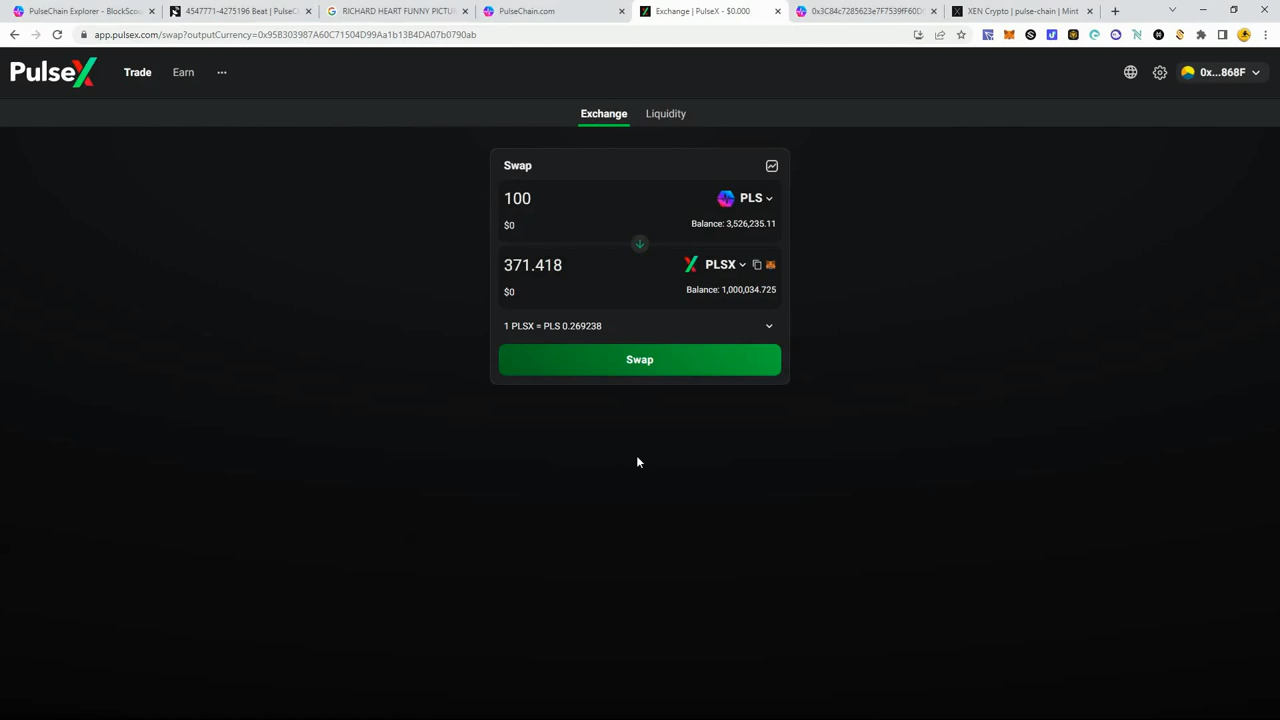 PulseChain Explorer - BlockScou
4547771-4275196 Beat | PulseCh
RICHARD HEART FUNNY PICTUR
PulseChain.com
Exchange | PulseX - $0.000
0x3C84c7285623e7F7539fF60D
XEN Crypto | pulse-chain | Mint
app.pulsex.com/swap?outputCurrency=0x95B303987A60C71504D99Aa1b13B4DA07b0790ab
PulseX
Trade
Earn
0x...868F
Exchange
Liquidity
Swap
100
PLS
$0
Balance: 3,526,235.11
371.418
PLSX
$0
Balance: 1,000,034.725
1 PLSX = PLS 0.269238
Swap